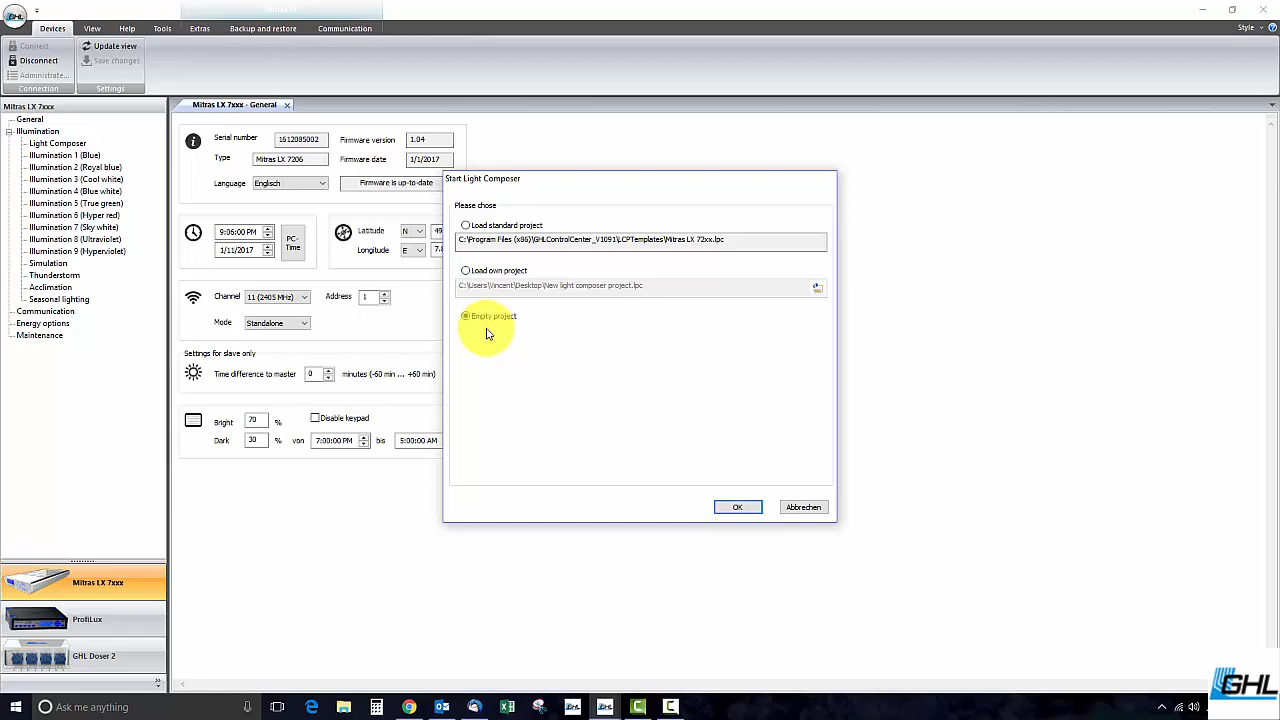 GHL
Style
Devices View Help Tools Extras Backup and restore Communication
Connect Update view
Disconnect Save changes
Administrate...
Connection Settings
Mitras LX 7xxx
General
Illumination
Light Composer
Illumination 1 (Blue)
Illumination 2 (Royal blue)
Illumination 3 (Cool white)
Illumination 4 (Blue white)
Illumination 5 (True green)
Illumination 6 (Hyper red)
Illumination 7 (Sky white)
Illumination 8 (Ultraviolet)
Illumination 9 (Hyperviolet)
Simulation
Thunderstorm
Acclimation
Seasonal lighting
Communication
Energy options
Maintenance
Mitras LX 7xxx
ProfiLux
GHL Doser 2
Mitras LX 7xxx - General
Serial number 1612085002 Firmware version 1.04
Type Mitras LX 7206 Firmware date 1/1/2017
Language Englisch Firmware is up-to-date
9:06:00 PM PC-
1/11/2017 Time
Latitude N 49
Longitude E 7.
Channel 11 (2405 MHz) Address 1
Mode Standalone
Settings for slave only
Time difference to master 0 minutes (-60 min ... +60 min)
Bright 70 % Disable keypad
Dark 30 % von 7:00:00 PM bis 5:00:00 AM
Start Light Composer
Please chose
Load standard project
C:\Program Files (x86)\GHLControlCenter_V1091\LCPTemplates\Mitras LX 72xx.lpc
Load own project
C:\Users\Vincent\Desktop\New light composer project.lpc
Empty project
OK Abbrechen
Ask me anything
GHL